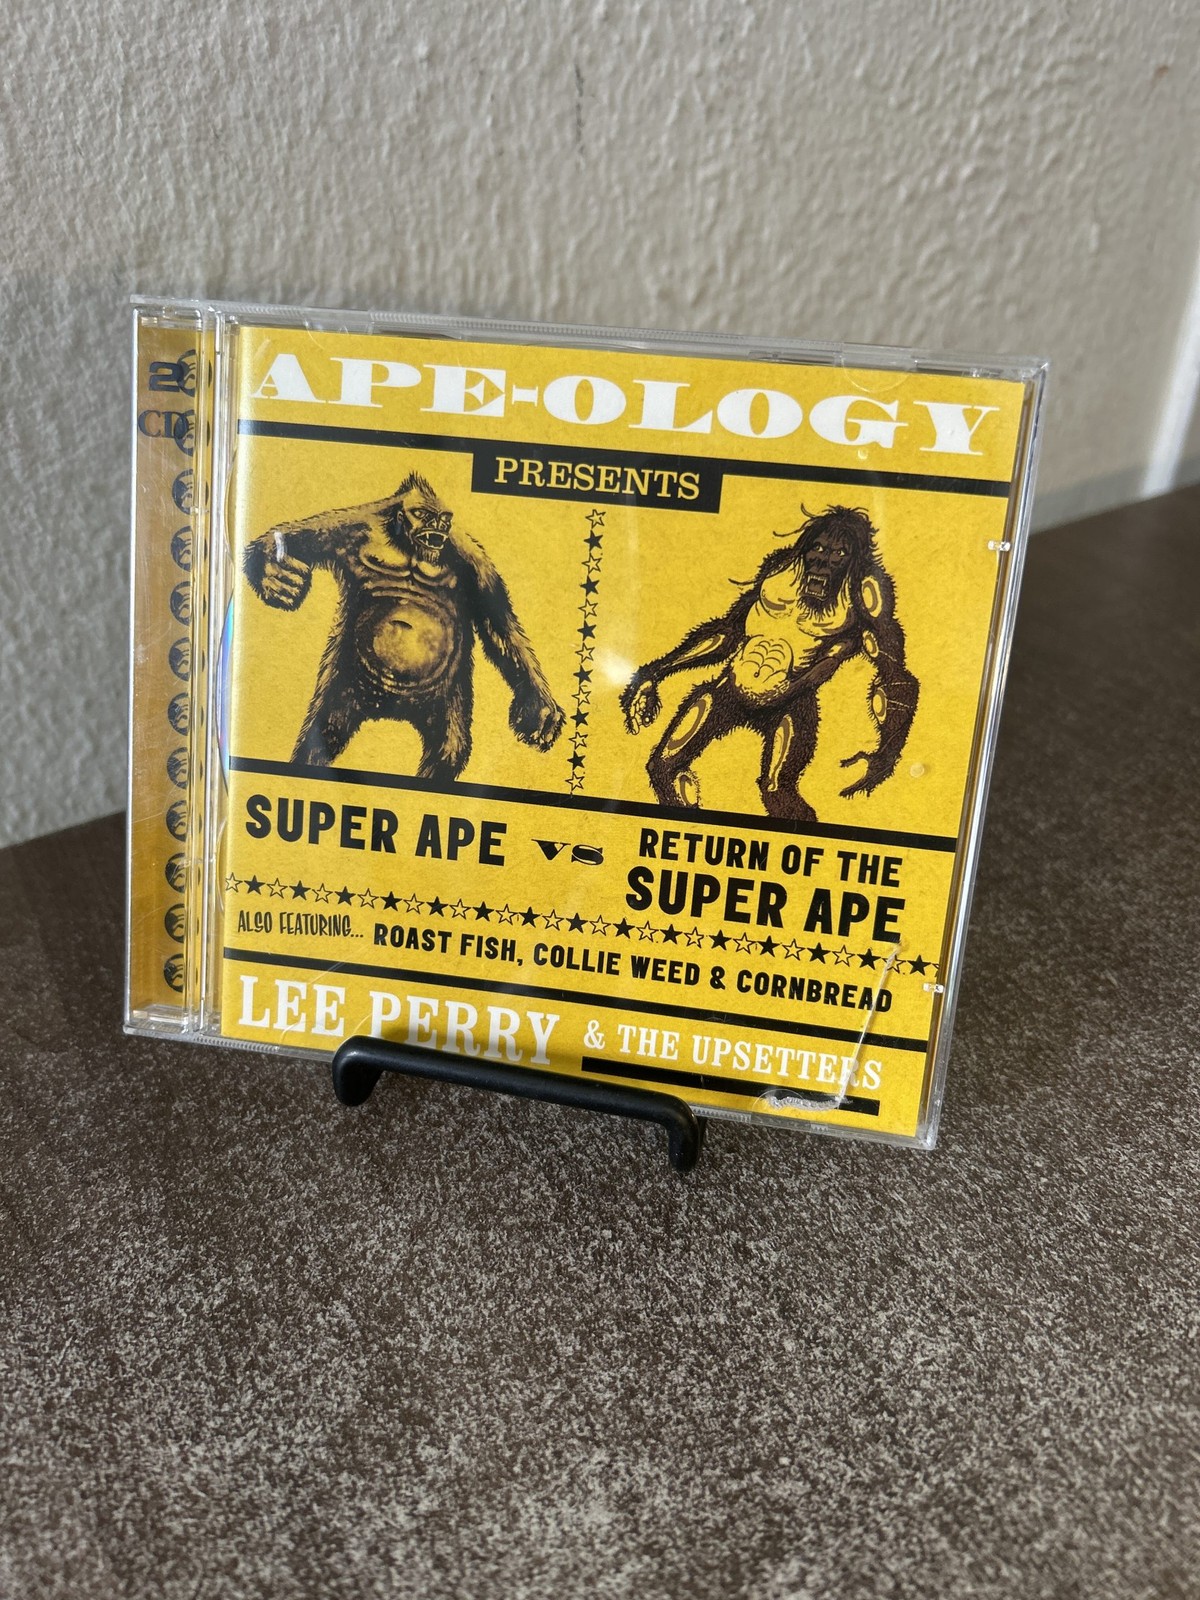 2
CD
APE-OLOGY
PRESENTS
SUPER APE vs RETURN OF THE
SUPER APE
ALSO FEATURING... ROAST FISH, COLLIE WEED & CORNBREAD
LEE PERRY & THE UPSETTERS